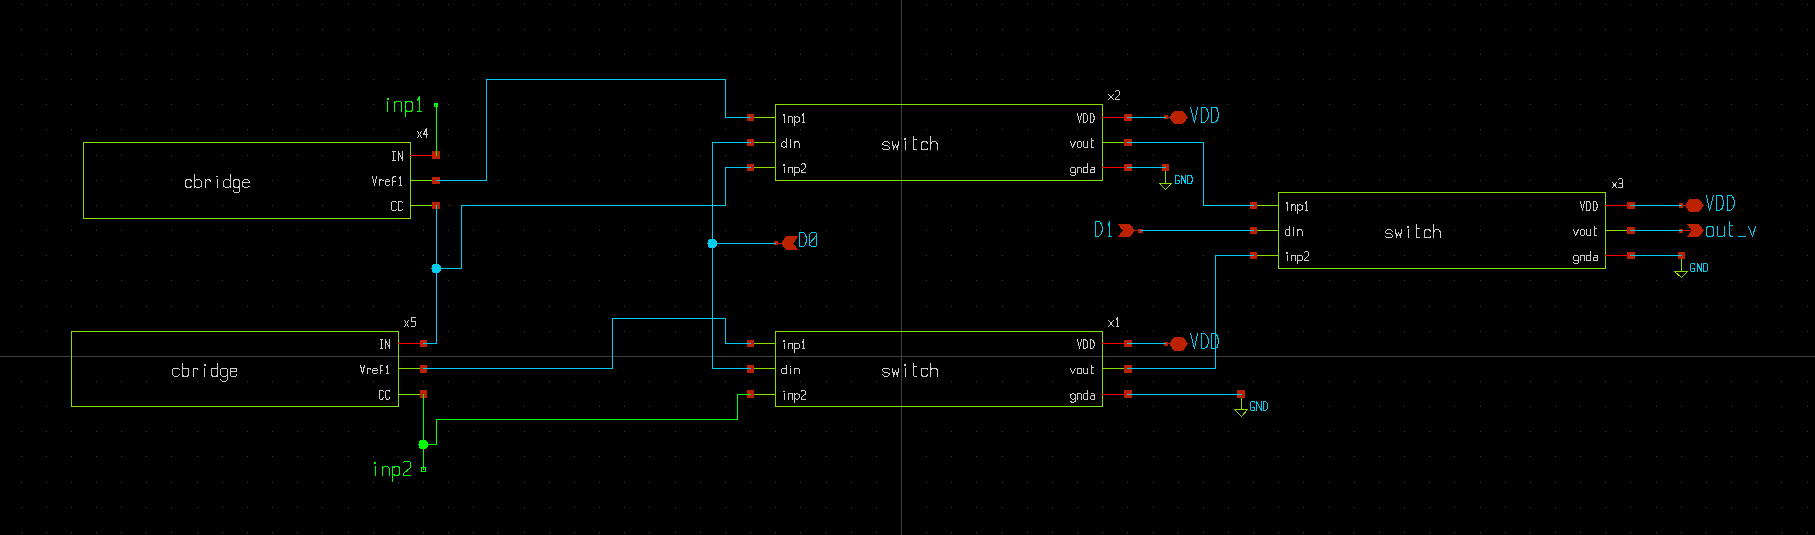 inp1
x4
IN
cbridge
Vref1
CC
x5
IN
cbridge
Vref1
CC
inp2
x2
inp1
VDD
VDD
din
switch
vout
inp2
gnda
GND
D0
x1
inp1
VDD
VDD
din
switch
vout
inp2
gnda
GND
x3
inp1
VDD
VDD
D1
din
switch
vout
out_v
inp2
gnda
GND